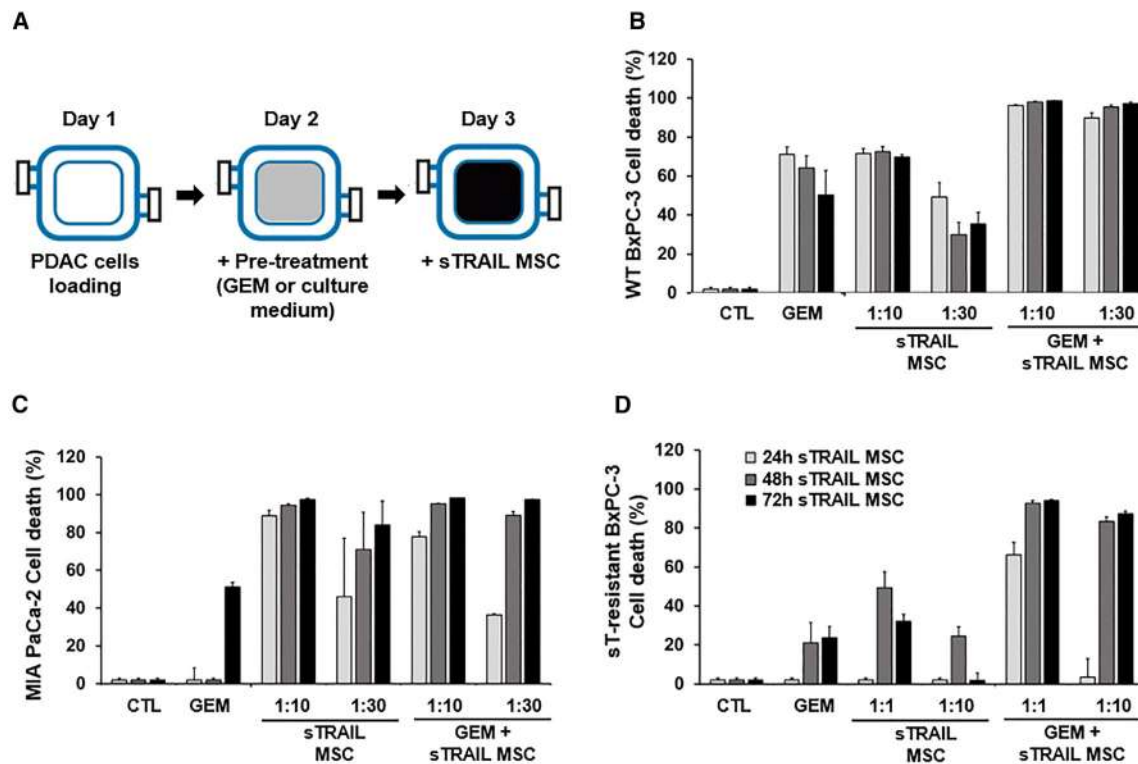 A
Day 1
Day 2
Day 3
PDAC cells
loading
+ Pre-treatment
(GEM or culture
medium)
+ sTRAIL MSC
B
WT BxPC-3 Cell death (%)
120
100
80
60
40
20
0
CTL
GEM
1:10
1:30
1:10
1:30
sTRAIL
MSC
GEM +
sTRAIL MSC
C
MIA PaCa-2 Cell death (%)
120
100
80
60
40
20
0
CTL
GEM
1:10
1:30
1:10
1:30
sTRAIL
MSC
GEM +
sTRAIL MSC
D
sT-resistant BxPC-3
Cell death (%)
120
100
80
60
40
20
0
24h sTRAIL MSC
48h sTRAIL MSC
72h sTRAIL MSC
CTL
GEM
1:1
1:10
1:1
1:10
sTRAIL
MSC
GEM +
sTRAIL MSC